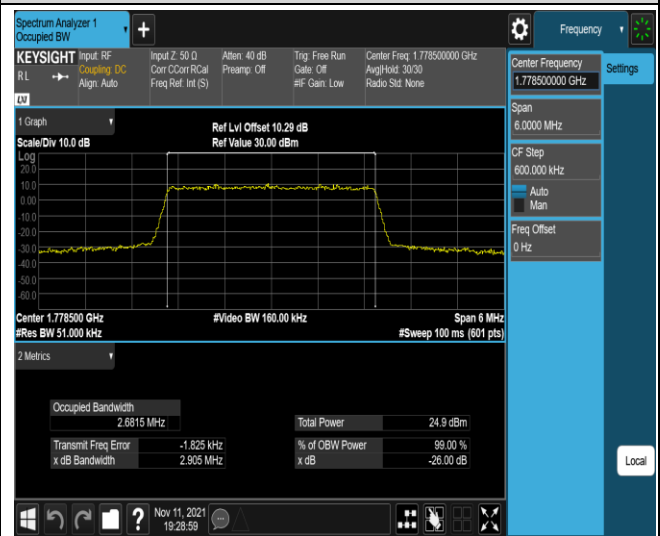 Spectrum Analyzer 1
Occupied BW
Frequency
KEYSIGHT
RL
LXI
Input: RF
Coupling: DC
Align: Auto
Input Z: 50 Ω
Corr CCorr RCal
Freq Ref: Int (S)
Atten: 40 dB
Preamp: Off
Trig: Free Run
Gate: Off
#IF Gain: Low
Center Freq: 1.778500000 GHz
Avg|Hold: 30/30
Radio Std: None
Center Frequency
1.778500000 GHz
Settings
Span
6.0000 MHz
CF Step
600.000 kHz
Auto
Man
Freq Offset
0 Hz
1 Graph
Scale/Div 10.0 dB
Ref Lvl Offset 10.29 dB
Ref Value 30.00 dBm
Log
20.0
10.0
0.00
-10.0
-20.0
-30.0
-40.0
-50.0
-60.0
Center 1.778500 GHz
#Video BW 160.00 kHz
Span 6 MHz
#Res BW 51.000 kHz
#Sweep 100 ms (601 pts)
2 Metrics
Occupied Bandwidth
2.6815 MHz
Total Power 24.9 dBm
Transmit Freq Error -1.825 kHz
% of OBW Power 99.00 %
x dB Bandwidth 2.905 MHz
x dB -26.00 dB
Local
?
Nov 11, 2021
19:28:59